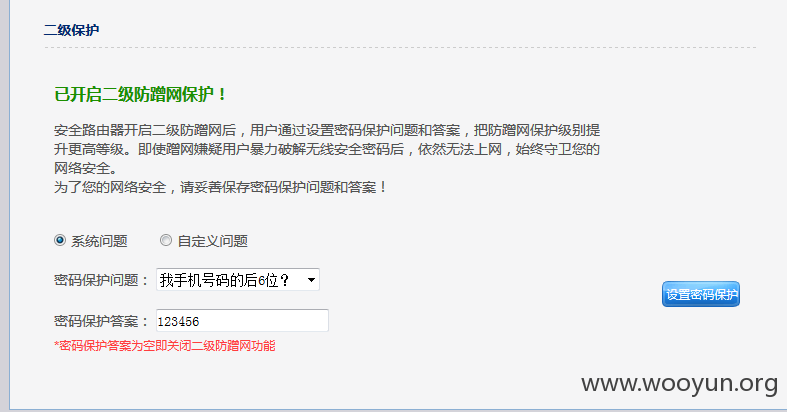 二级保护
已开启二级防蹭网保护！
安全路由器开启二级防蹭网后，用户通过设置密码保护问题和答案，把防蹭网保护级别提
升更高等级。即使蹭网嫌疑用户暴力破解无线安全密码后，依然无法上网，始终守卫您的
网络安全。
为了您的网络安全，请妥善保存密码保护问题和答案！
系统问题 自定义问题
密码保护问题： 我手机号码的后6位？
设置密码保护
密码保护答案： 123456
*密码保护答案为空即关闭二级防蹭网功能
www.wooyun.org